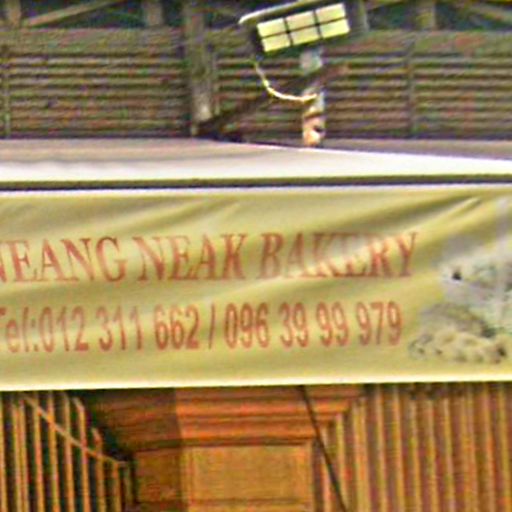 NEANG NEAK BAKERY
Tel:012 311 662 / 096 39 99 979